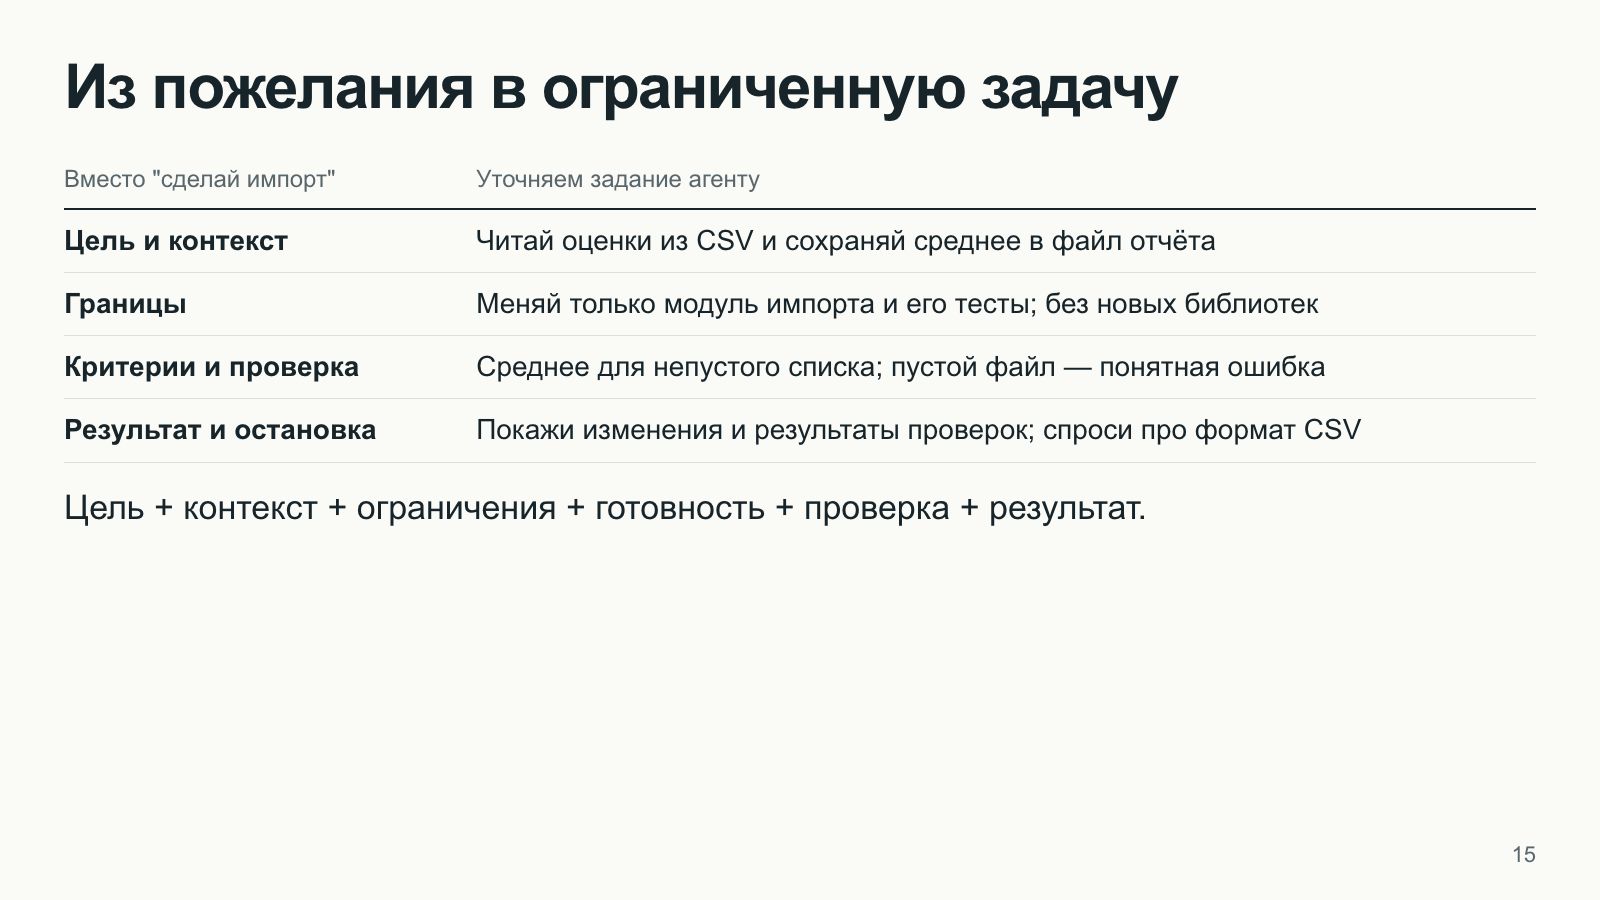 Из пожелания в ограниченную задачу
Вместо "сделай импорт" Уточняем задание агенту
Цель и контекст Читай оценки из CSV и сохраняй среднее в файл отчёта
Границы Меняй только модуль импорта и его тесты; без новых библиотек
Критерии и проверка Среднее для непустого списка; пустой файл — понятная ошибка
Результат и остановка Покажи изменения и результаты проверок; спроси про формат CSV
Цель + контекст + ограничения + готовность + проверка + результат.
15